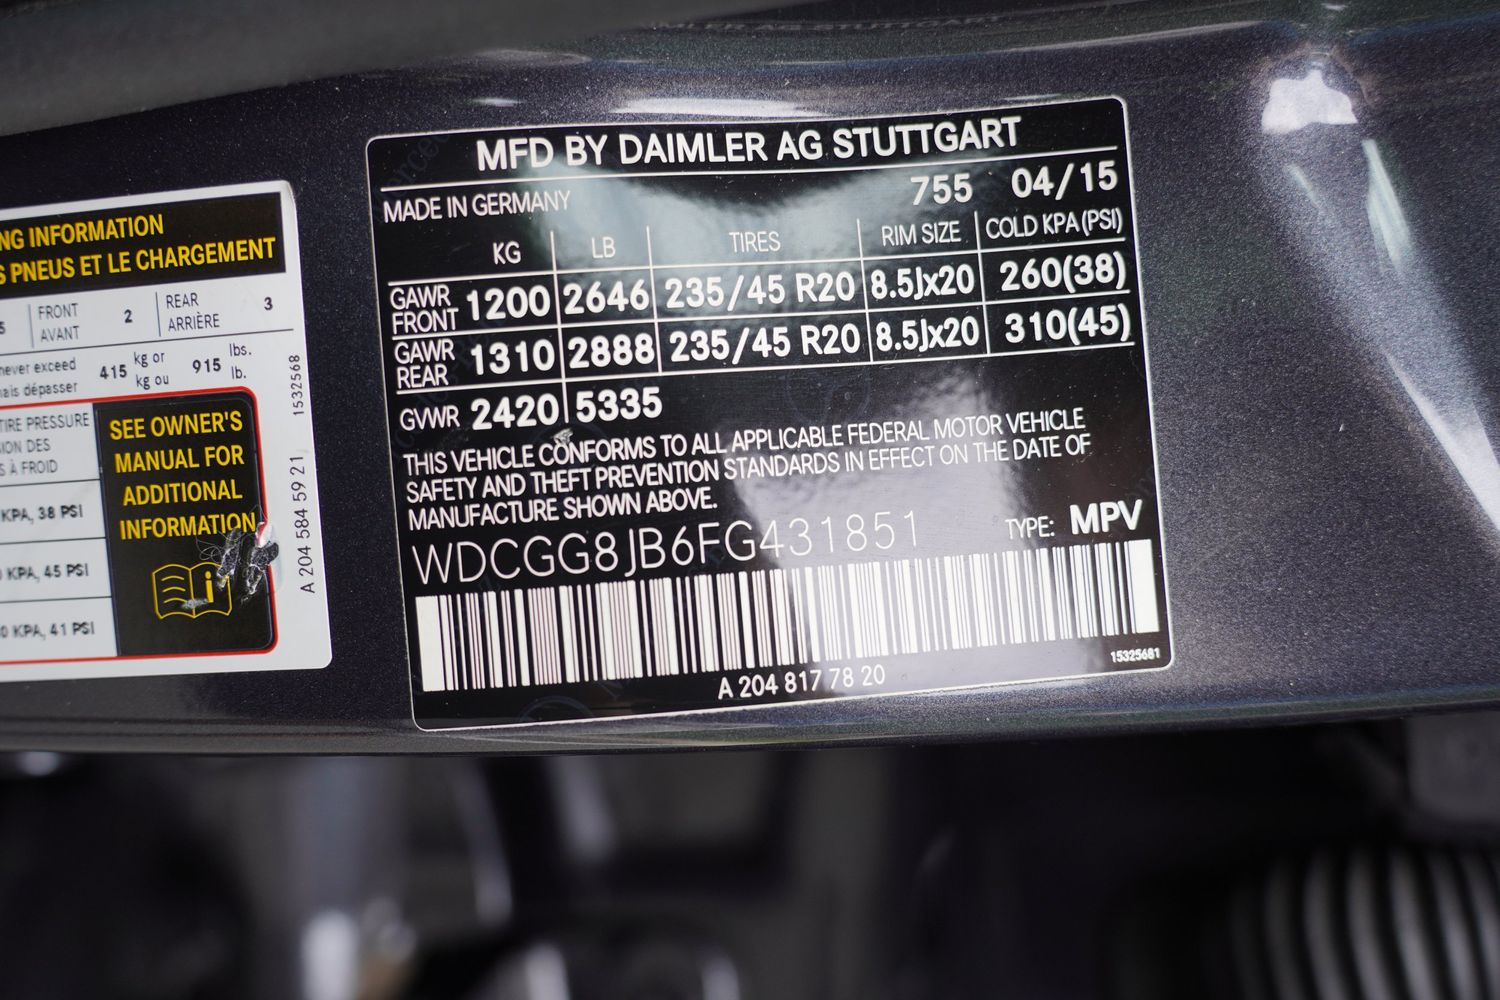 NG INFORMATION
S PNEUS ET LE CHARGEMENT
5 FRONT AVANT 2 REAR ARRIÈRE 3
never exceed 415 kg or 915 lbs.
mais dépasser kg ou lb.
TIRE PRESSURE
ION DES
S À FROID
KPA, 38 PSI
0 KPA, 45 PSI
0 KPA, 41 PSI
SEE OWNER'S
MANUAL FOR
ADDITIONAL
INFORMATION
i
1532568
A 204 584 59 21
MFD BY DAIMLER AG STUTTGART
MADE IN GERMANY 755 04/15
KG LB TIRES RIM SIZE COLD KPA(PSI)
GAWR FRONT 1200 2646 235/45 R20 8.5Jx20 260(38)
GAWR REAR 1310 2888 235/45 R20 8.5Jx20 310(45)
GVWR 2420 5335
THIS VEHICLE CONFORMS TO ALL APPLICABLE FEDERAL MOTOR VEHICLE
SAFETY AND THEFT PREVENTION STANDARDS IN EFFECT ON THE DATE OF
MANUFACTURE SHOWN ABOVE.
WDCGG8JB6FG431851 TYPE: MPV
15325681
A 204 817 78 20